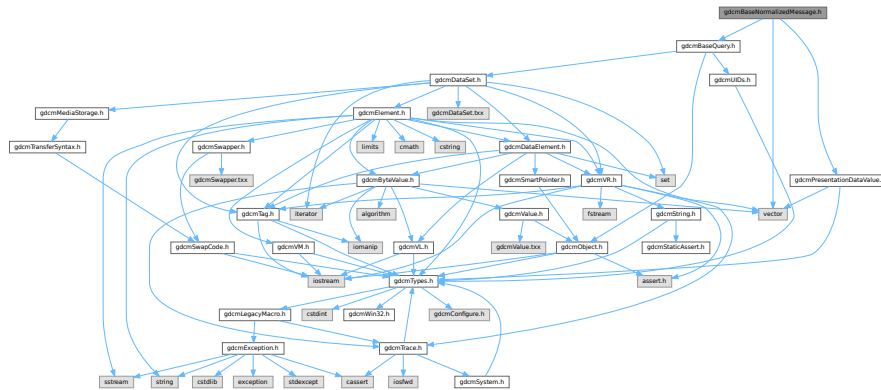 gdcmBaseNormalizedMessage.h
gdcmBaseQuery.h
gdcmDataSet.h
gdcmUIDs.h
gdcmMediaStorage.h
gdcmElement.h
gdcmDataSet.txx
gdcmTransferSyntax.h
gdcmSwapper.h
limits
cmath
cstring
gdcmDataElement.h
gdcmSwapper.txx
gdcmByteValue.h
gdcmSmartPointer.h
gdcmVR.h
set
gdcmPresentationDataValue.h
gdcmTag.h
iterator
algorithm
gdcmValue.h
fstream
gdcmString.h
vector
gdcmSwapCode.h
gdcmVM.h
iomanip
gdcmVL.h
gdcmValue.txx
gdcmObject.h
gdcmStaticAssert.h
iostream
gdcmTypes.h
assert.h
gdcmLegacyMacro.h
cstdint
gdcmWin32.h
gdcmConfigure.h
gdcmException.h
gdcmTrace.h
sstream
string
cstdlib
exception
stdexcept
cassert
iosfwd
gdcmSystem.h